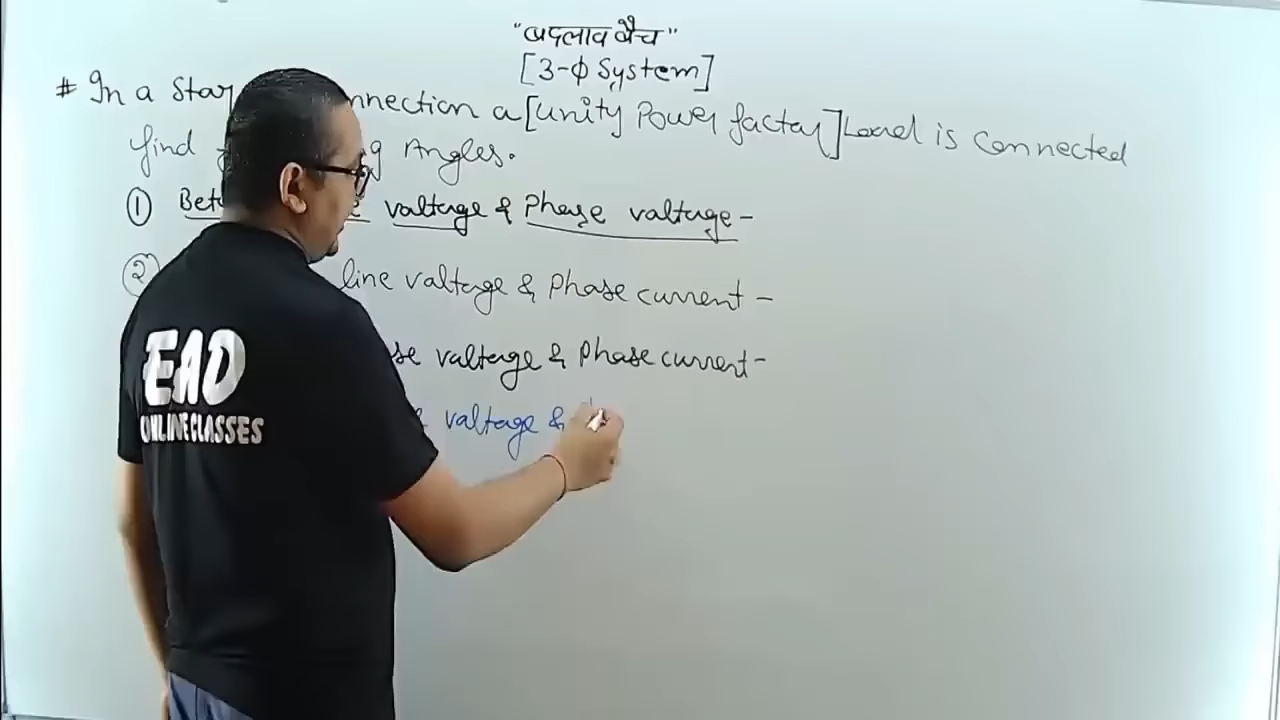 "बदलाव बैच"
[3-φ System]
# In a Star nnection a [Unity Power factor] Load is Connected
find g Angles.
① Bet valtage & Phase valtage -
② line valtage & Phase current -
se valtage & Phase current -
valtage &
EAD
ONLINE CLASSES